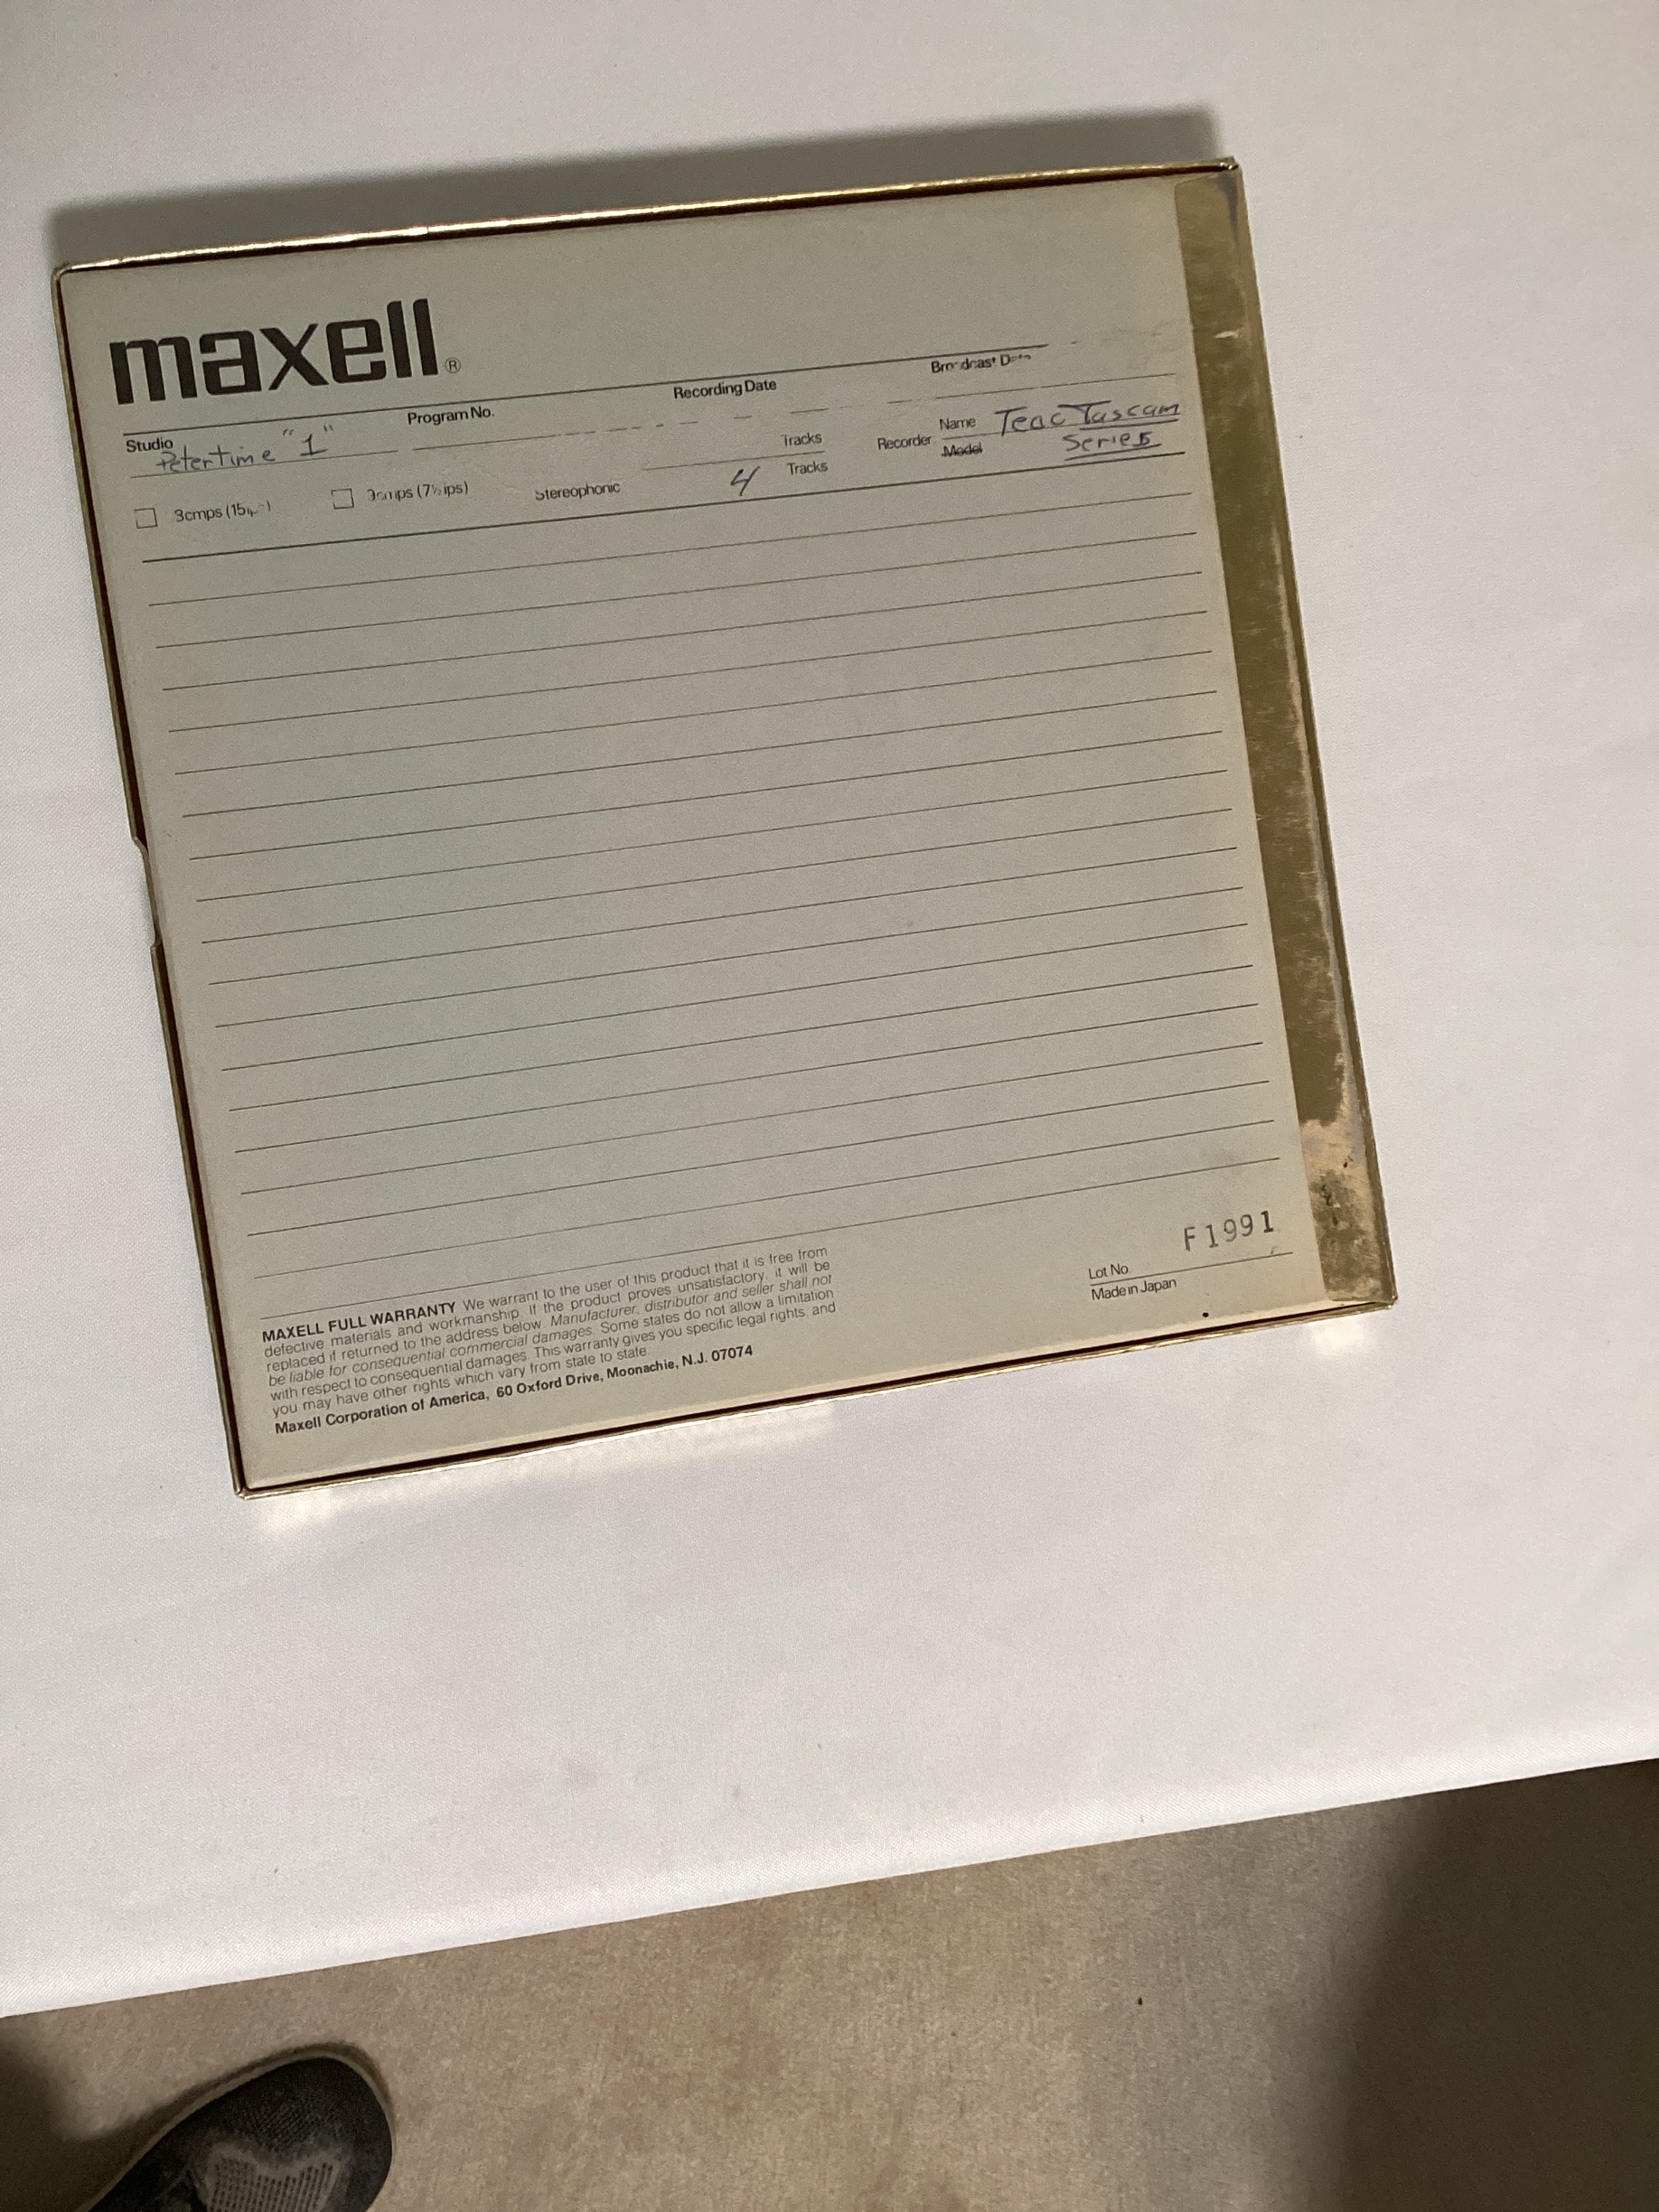 maxell®
Studio Program No. Recording Date Broadcast
Petertime "1"
Tracks Recorder Name Teac Tascam
Model Series
Stereophonic 4 Tracks
MAXELL FULL WARRANTY We warrant to the user of this product that it is free from
defective materials and workmanship. If the product proves unsatisfactory, it will be
replaced if returned to the address below. Manufacturer, distributor and seller shall not
be liable for consequential commercial damages. Some states do not allow a limitation
with respect to consequential damages. This warranty gives you specific legal rights, and
you may have other rights which vary from state to state.
Maxell Corporation of America, 60 Oxford Drive, Moonachie, N.J. 07074
F1991
Lot No.
Made in Japan